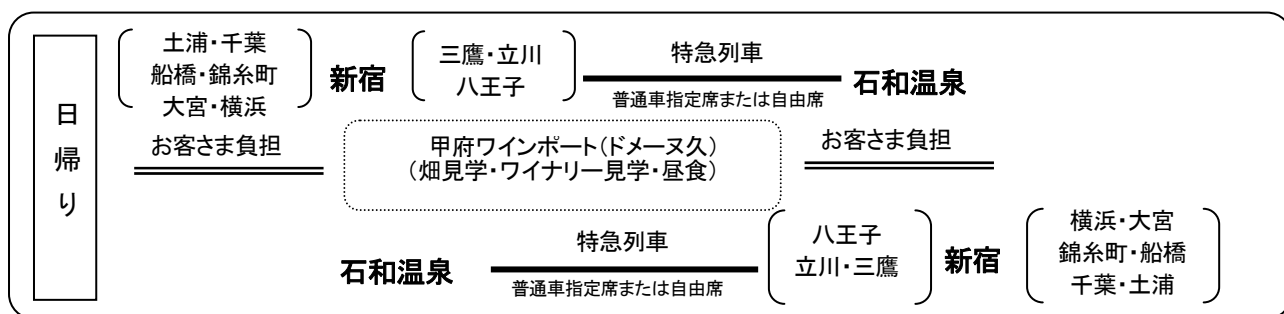 日帰り
土浦・千葉
船橋・錦糸町
大宮・横浜
新宿
三鷹・立川
八王子
特急列車
普通車指定席または自由席
石和温泉
お客さま負担
甲府ワインポート(ドメーヌ久)
(畑見学・ワイナリー見学・昼食)
お客さま負担
石和温泉
特急列車
普通車指定席または自由席
八王子
立川・三鷹
新宿
横浜・大宮
錦糸町・船橋
千葉・土浦